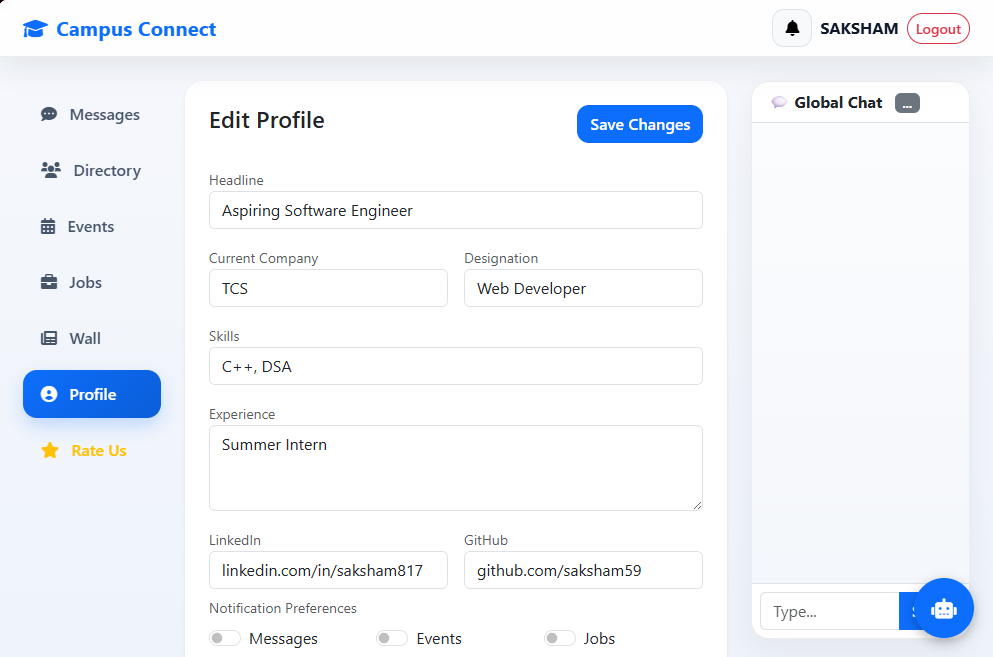 Campus Connect
SAKSHAM
Logout
Messages
Directory
Events
Jobs
Wall
Profile
Rate Us
Edit Profile
Save Changes
Headline
Aspiring Software Engineer
Current Company
Designation
TCS
Web Developer
Skills
C++, DSA
Experience
Summer Intern
LinkedIn
GitHub
linkedin.com/in/saksham817
github.com/saksham59
Notification Preferences
Messages
Events
Jobs
Global Chat
...
Type...